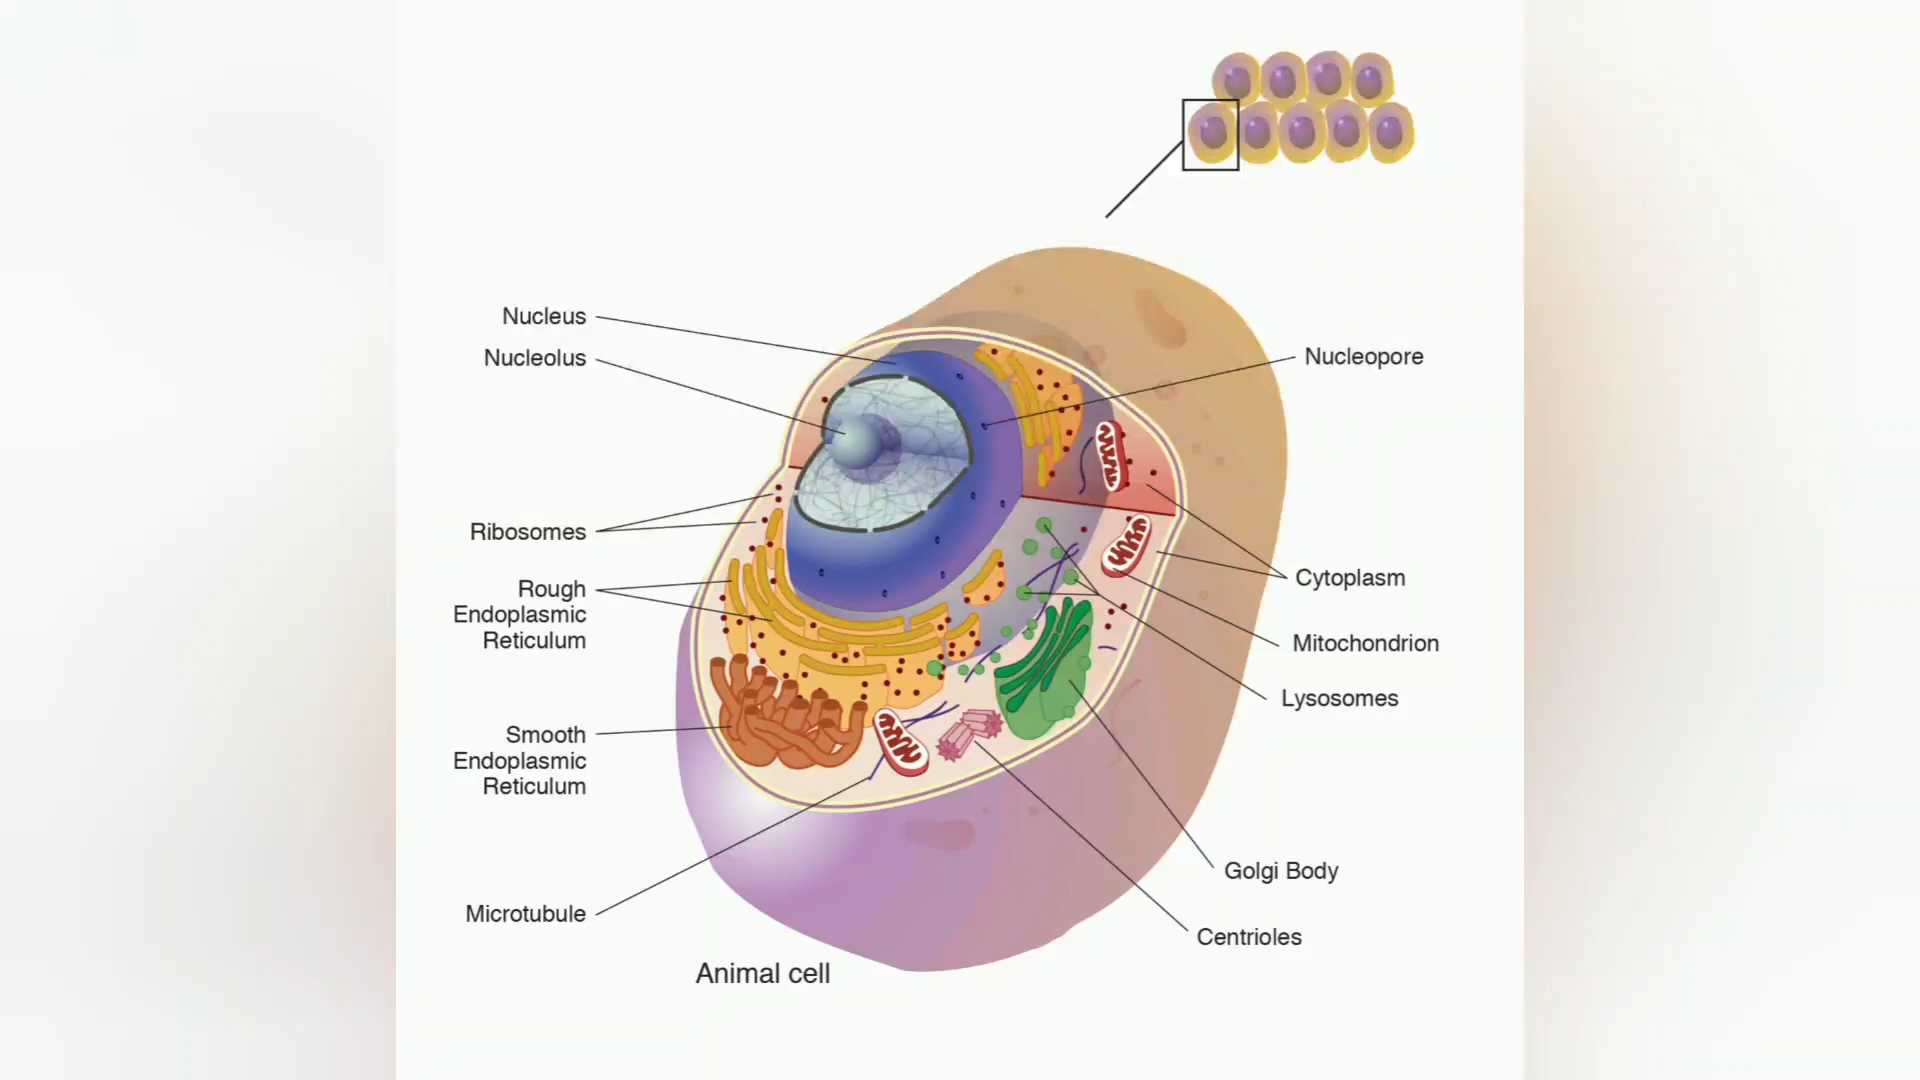 Nucleus
Nucleolus
Ribosomes
Rough
Endoplasmic
Reticulum
Smooth
Endoplasmic
Reticulum
Microtubule
Animal cell
Nucleopore
Cytoplasm
Mitochondrion
Lysosomes
Golgi Body
Centrioles